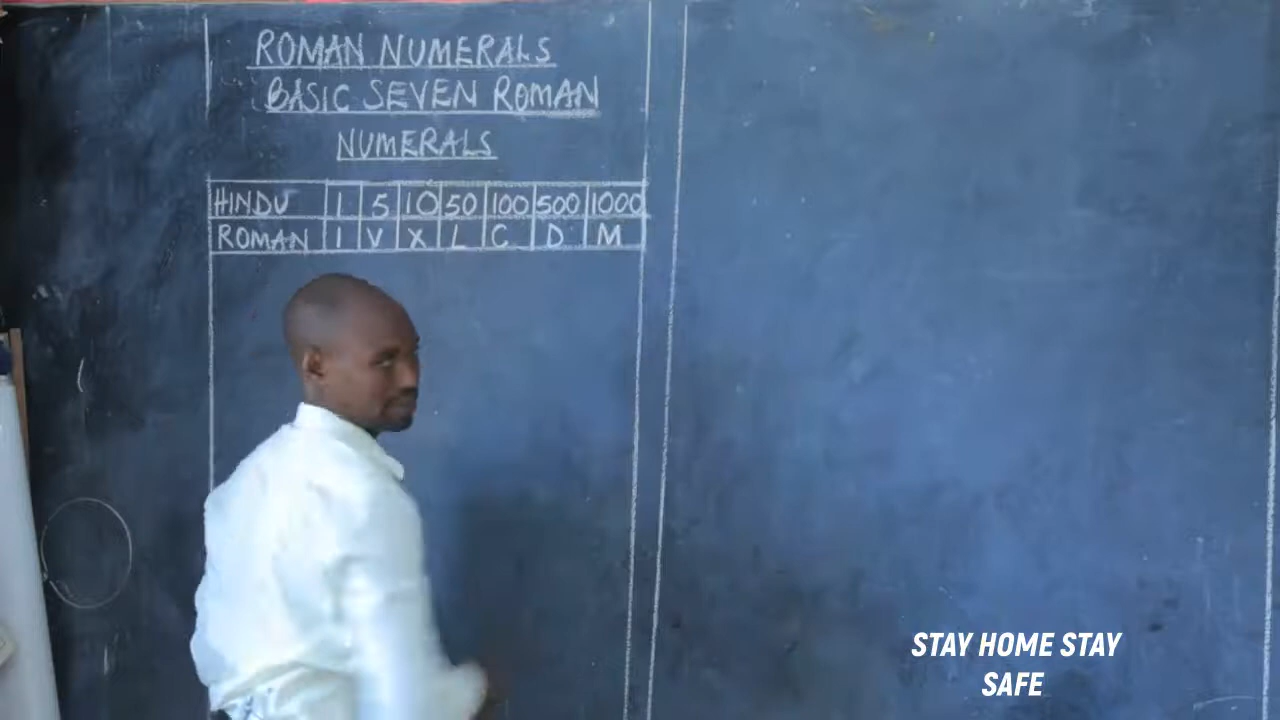 ROMAN NUMERALS
BASIC SEVEN ROMAN
NUMERALS
HINDU 1 5 10 50 100 500 1000
ROMAN I V X L C D M
STAY HOME STAY
SAFE